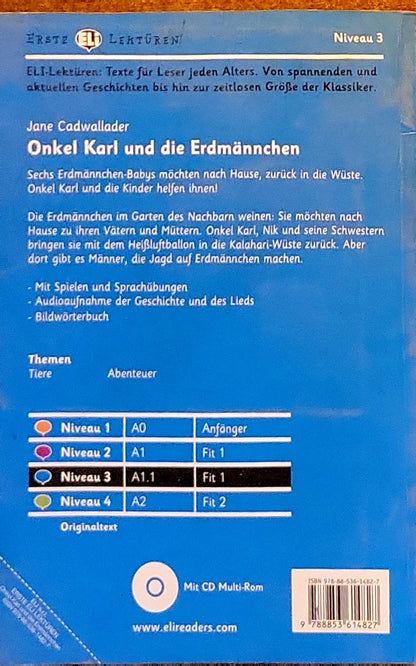 ERSTE ELI LEKTÜREN
Niveau 3
ELI-Lektüren: Texte für Leser jeden Alters. Von spannenden und
aktuellen Geschichten bis hin zur zeitlosen Größe der Klassiker.
Jane Cadwallader
Onkel Karl und die Erdmännchen
Sechs Erdmännchen-Babys möchten nach Hause, zurück in die Wüste.
Onkel Karl und die Kinder helfen ihnen!
Die Erdmännchen im Garten des Nachbarn weinen: Sie möchten nach
Hause zu ihren Vätern und Müttern. Onkel Karl, Nik und seine Schwestern
bringen sie mit dem Heißluftballon in die Kalahari-Wüste zurück. Aber
dort gibt es Männer, die Jagd auf Erdmännchen machen.
- Mit Spielen und Sprachübungen
- Audioaufnahme der Geschichte und des Lieds
- Bildwörterbuch
Themen
Tiere Abenteuer
Niveau 1 A0 Anfänger
Niveau 2 A1 Fit 1
Niveau 3 A1.1 Fit 1
Niveau 4 A2 Fit 2
Originaltext
Mit CD Multi-Rom
www.elireaders.com
ISBN 978-88-536-1482-7
9 788853 614827
ERSTE ELI LEKTÜREN